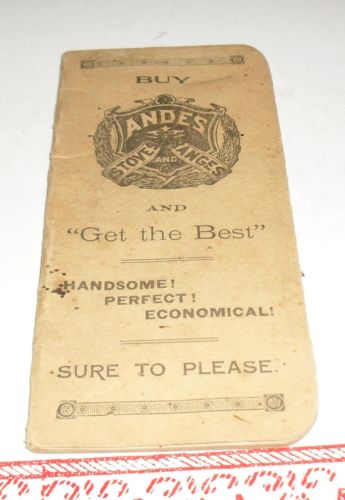 BUY
ANDES
STOVES AND RANGES
AND
"Get the Best"
HANDSOME!
PERFECT!
ECONOMICAL!
SURE TO PLEASE.